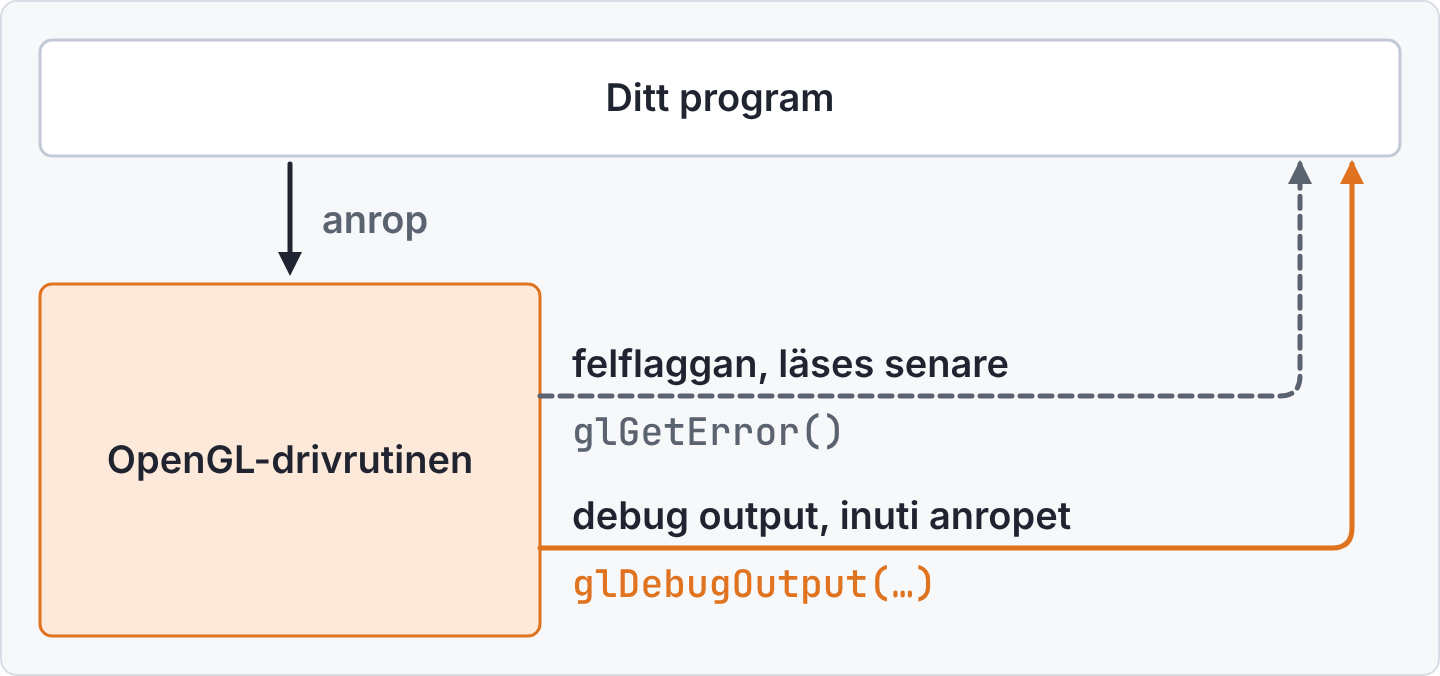 Ditt program
anrop
felflaggan, läses senare
glGetError()
OpenGL-drivrutinen
debug output, inuti anropet
glDebugOutput(…)